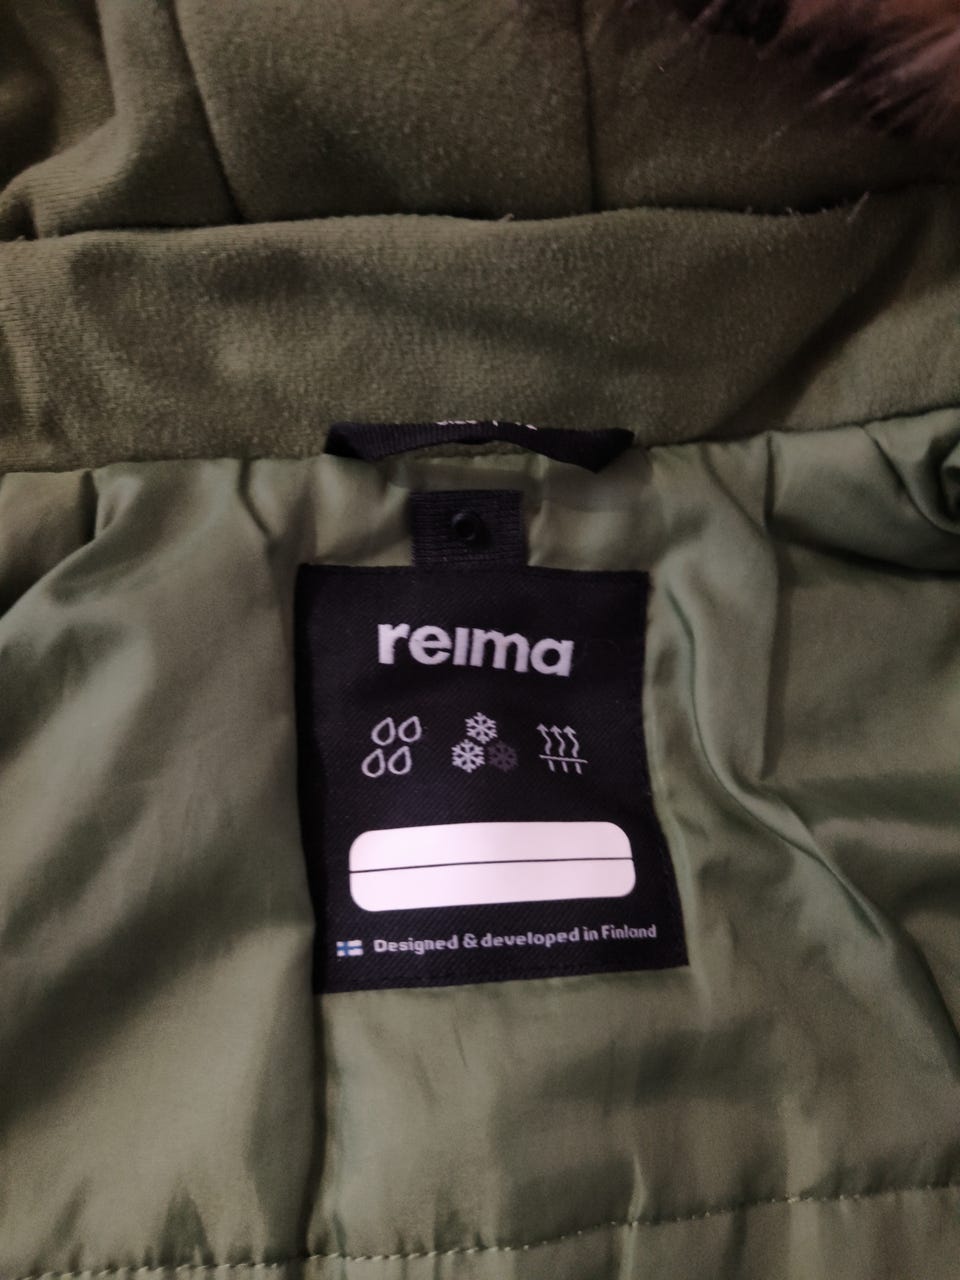 reima
Designed & developed in Finland